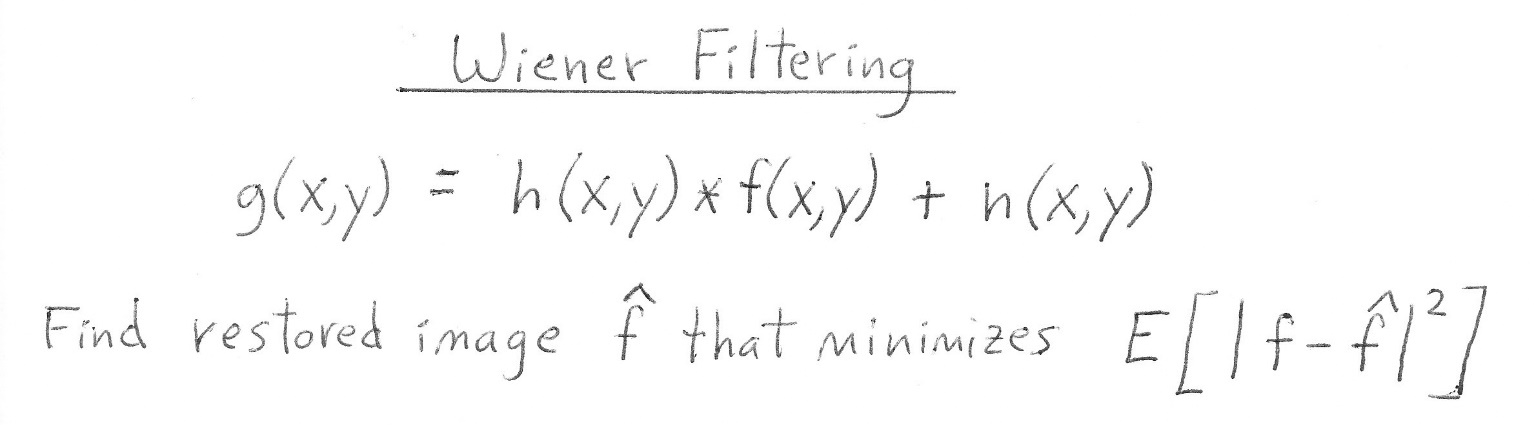 Wiener Filtering
g(x,y) = h(x,y) * f(x,y) + n(x,y)
Find restored image f̂ that minimizes E[|f-f̂|²]